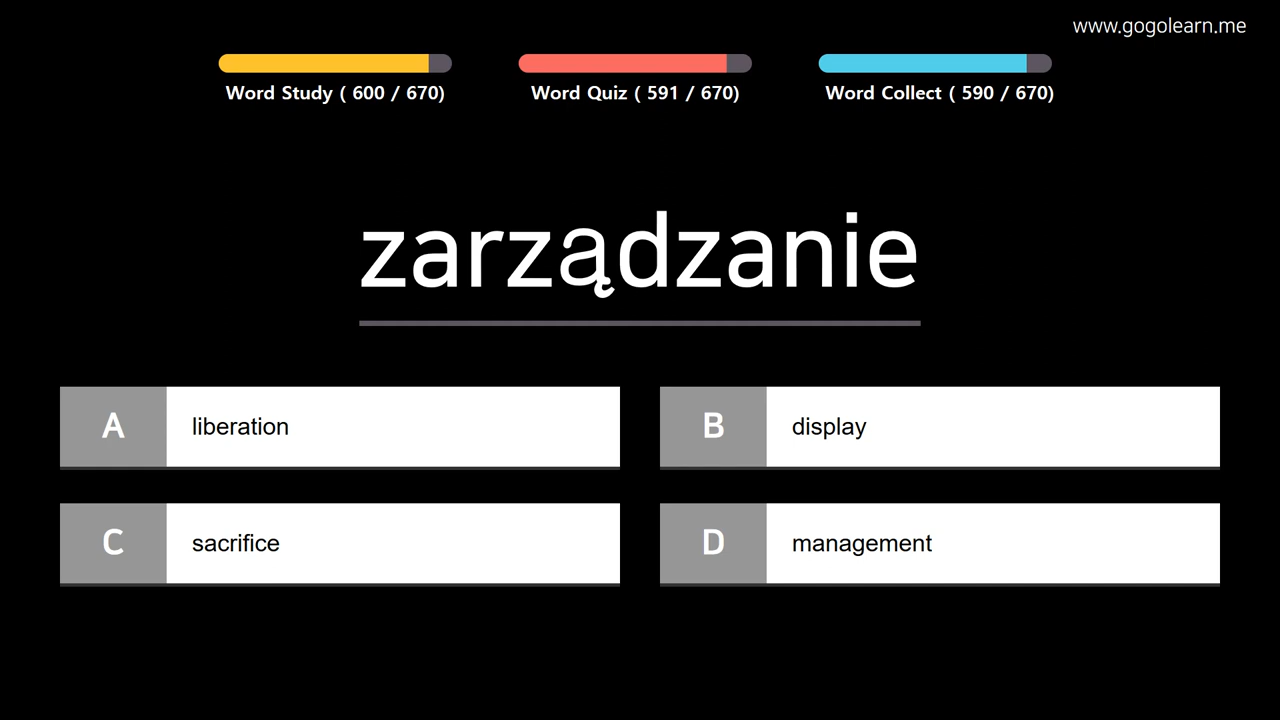 www.gogolearn.me
Word Study ( 600 / 670)
Word Quiz ( 591 / 670)
Word Collect ( 590 / 670)
zarządzanie
A liberation
B display
C sacrifice
D management